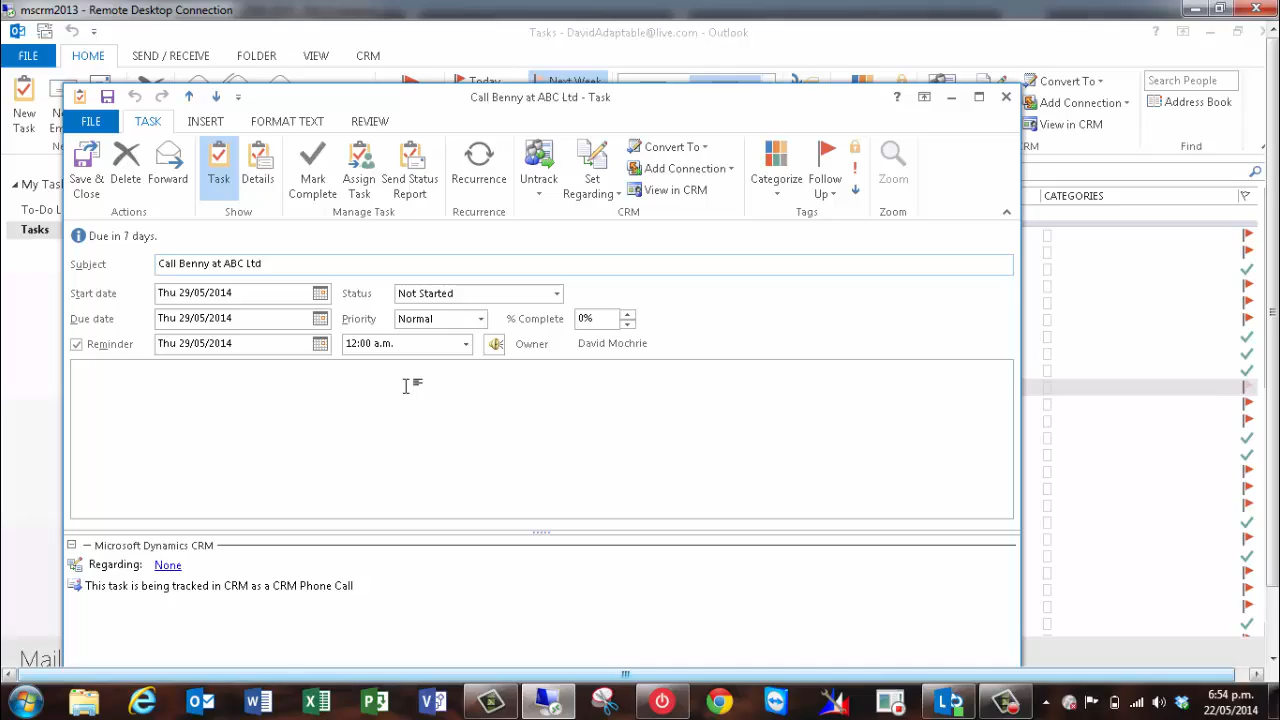 mscrm2013 - Remote Desktop Connection
Tasks - DavidAdaptable@live.com - Outlook
FILE HOME SEND / RECEIVE FOLDER VIEW CRM
New Task
Today
Next Week
Convert To
Add Connection
View in CRM
Search People
Address Book
Find
Call Benny at ABC Ltd - Task
FILE TASK INSERT FORMAT TEXT REVIEW
Save & Close
Delete
Forward
Task
Details
Mark Complete
Assign Task
Send Status Report
Recurrence
Untrack
Set Regarding
Convert To
Add Connection
View in CRM
Categorize
Follow Up
Zoom
Actions Show Manage Task Recurrence CRM Tags Zoom
My Tas
To-Do L
Tasks
CATEGORIES
Due in 7 days.
Subject Call Benny at ABC Ltd
Start date Thu 29/05/2014 Status Not Started
Due date Thu 29/05/2014 Priority Normal % Complete 0%
Reminder Thu 29/05/2014 12:00 a.m. Owner David Mochrie
Microsoft Dynamics CRM
Regarding: None
This task is being tracked in CRM as a CRM Phone Call
Mail
6:54 p.m.
22/05/2014